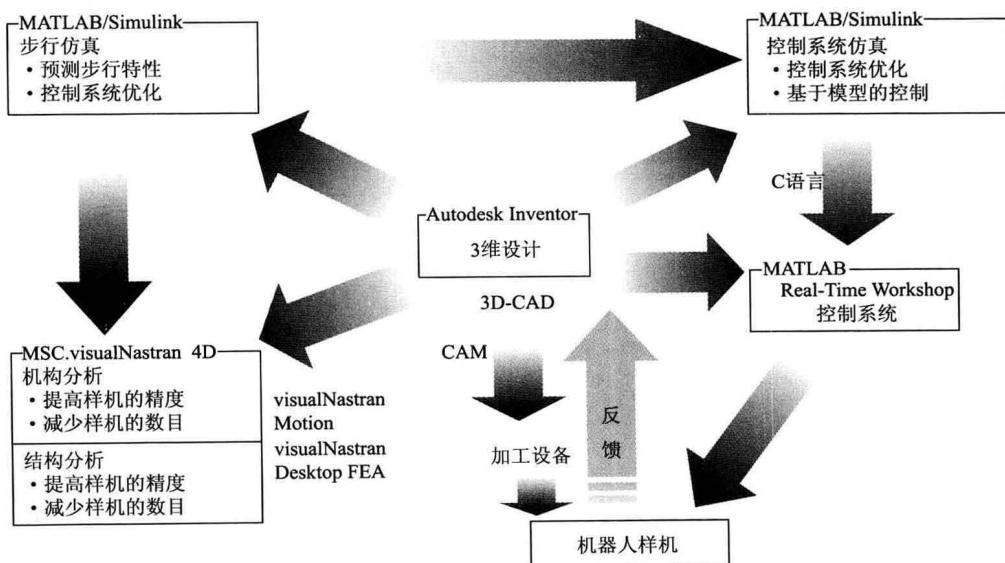 MATLAB/Simulink
步行仿真
・预测步行特性
・控制系统优化
MATLAB/Simulink
控制系统仿真
・控制系统优化
・基于模型的控制
C语言
Autodesk Inventor
3维设计
3D-CAD
MATLAB
Real-Time Workshop
控制系统
MSC.visualNastran 4D
机构分析
・提高样机的精度
・减少样机的数目
结构分析
・提高样机的精度
・减少样机的数目
visualNastran
Motion
visualNastran
Desktop FEA
CAM
加工设备
反
馈
机器人样机